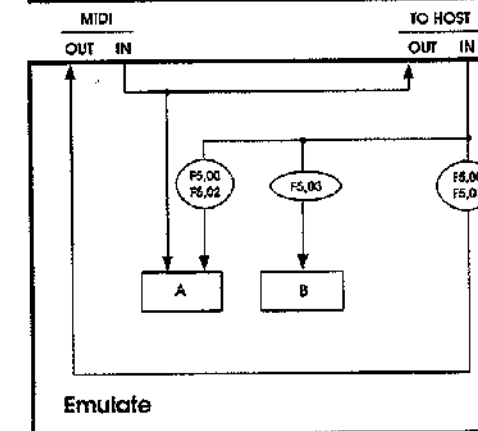 MIDI
TO HOST
OUT IN
OUT IN
F5,00
F5,02
F5,03
A
B
Emulate